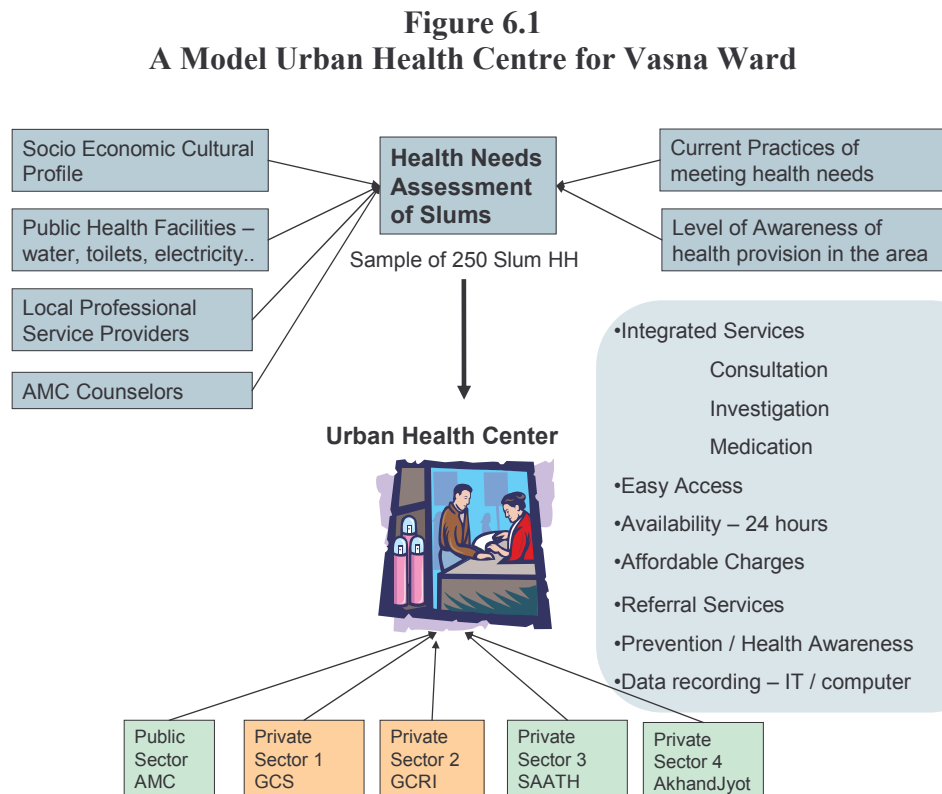 Figure 6.1
A Model Urban Health Centre for Vasna Ward
Socio Economic Cultural
Profile
Public Health Facilities –
water, toilets, electricity..
Local Professional
Service Providers
AMC Counselors
Health Needs
Assessment
of Slums
Sample of 250 Slum HH
Current Practices of
meeting health needs
Level of Awareness of
health provision in the area
•Integrated Services
Consultation
Investigation
Medication
•Easy Access
•Availability – 24 hours
•Affordable Charges
•Referral Services
•Prevention / Health Awareness
•Data recording – IT / computer
Urban Health Center
Public
Sector
AMC
Private
Sector 1
GCS
Private
Sector 2
GCRI
Private
Sector 3
SAATH
Private
Sector 4
AkhandJyot